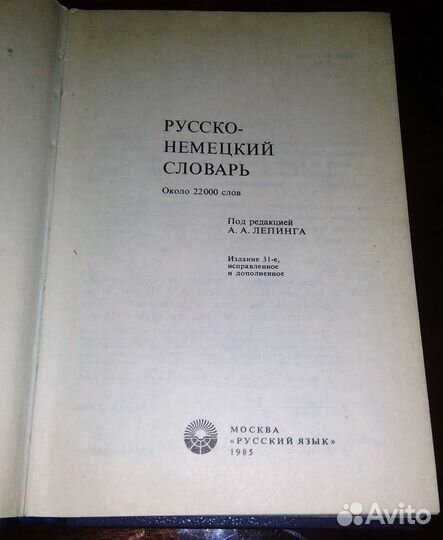 РУССКО-
НЕМЕЦКИЙ
СЛОВАРЬ
Около 22000 слов
Под редакцией
А. А. ЛЕПИНГА
Издание 31-е,
исправленное
и дополненное
МОСКВА
«РУССКИЙ ЯЗЫК»
1985
Avito